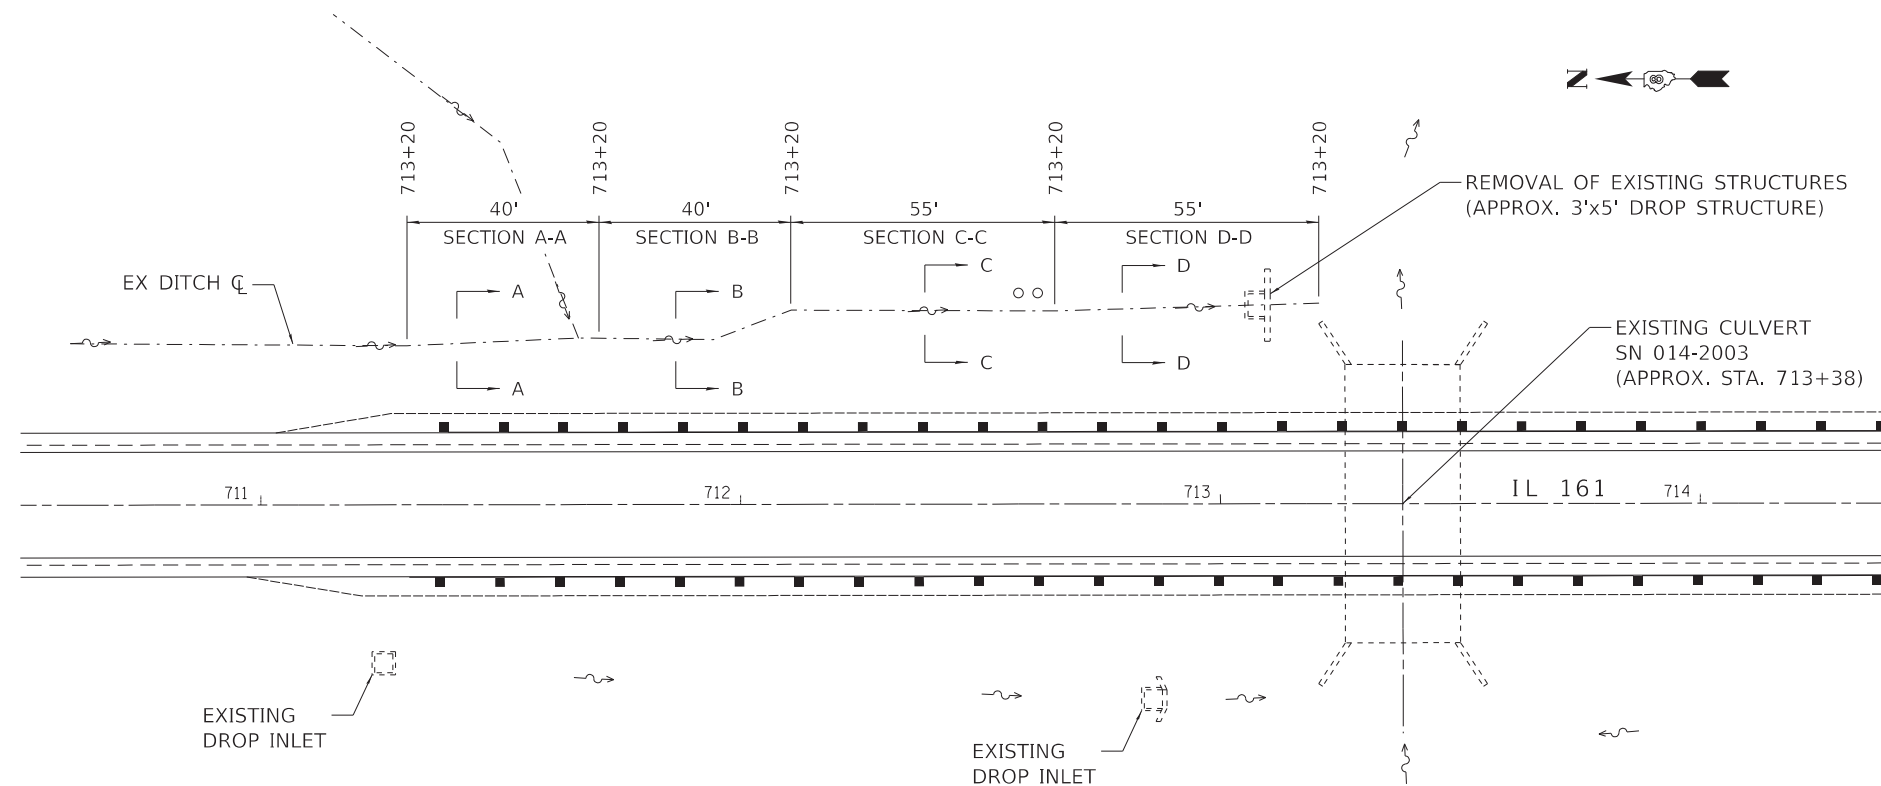 N
713+20
713+20
713+20
713+20
713+20
REMOVAL OF EXISTING STRUCTURES
(APPROX. 3'x5' DROP STRUCTURE)
40'
40'
55'
55'
SECTION A-A
SECTION B-B
SECTION C-C
SECTION D-D
C
D
EX DITCH ℄
A
B
EXISTING CULVERT
SN 014-2003
(APPROX. STA. 713+38)
C
D
A
B
711
712
713
IL 161
714
EXISTING
DROP INLET
EXISTING
DROP INLET